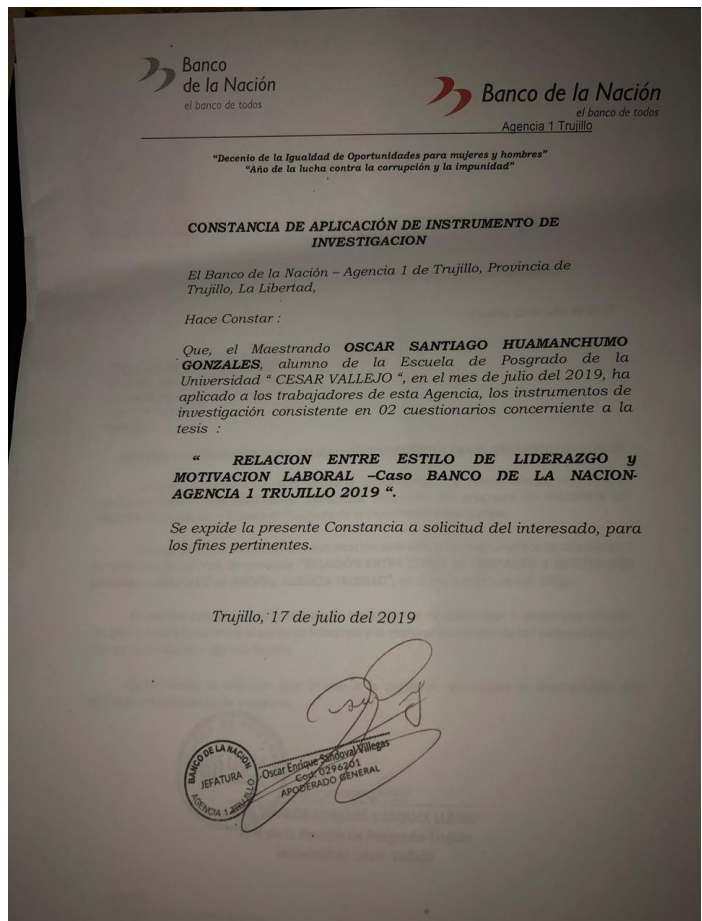 Banco
de la Nación
el banco de todos
Banco de la Nación
el banco de todos
Agencia 1 Trujillo
"Decenio de la Igualdad de Oportunidades para mujeres y hombres"
"Año de la lucha contra la corrupción y la impunidad"
CONSTANCIA DE APLICACIÓN DE INSTRUMENTO DE
INVESTIGACION
El Banco de la Nación – Agencia 1 de Trujillo, Provincia de
Trujillo, La Libertad,
Hace Constar :
Que, el Maestrando OSCAR SANTIAGO HUAMANCHUMO
GONZALES, alumno de la Escuela de Posgrado de la
Universidad " CESAR VALLEJO ", en el mes de julio del 2019, ha
aplicado a los trabajadores de esta Agencia, los instrumentos de
investigación consistente en 02 cuestionarios concerniente a la
tesis :
" RELACION ENTRE ESTILO DE LIDERAZGO y
MOTIVACION LABORAL –Caso BANCO DE LA NACION-
AGENCIA 1 TRUJILLO 2019 ".
Se expide la presente Constancia a solicitud del interesado, para
los fines pertinentes.
Trujillo, 17 de julio del 2019
BANCO DE LA NACION
JEFATURA
AGENCIA 1 TRUJILLO
Oscar Enrique Sandoval Villegas
Cod. 0296201
APODERADO GENERAL